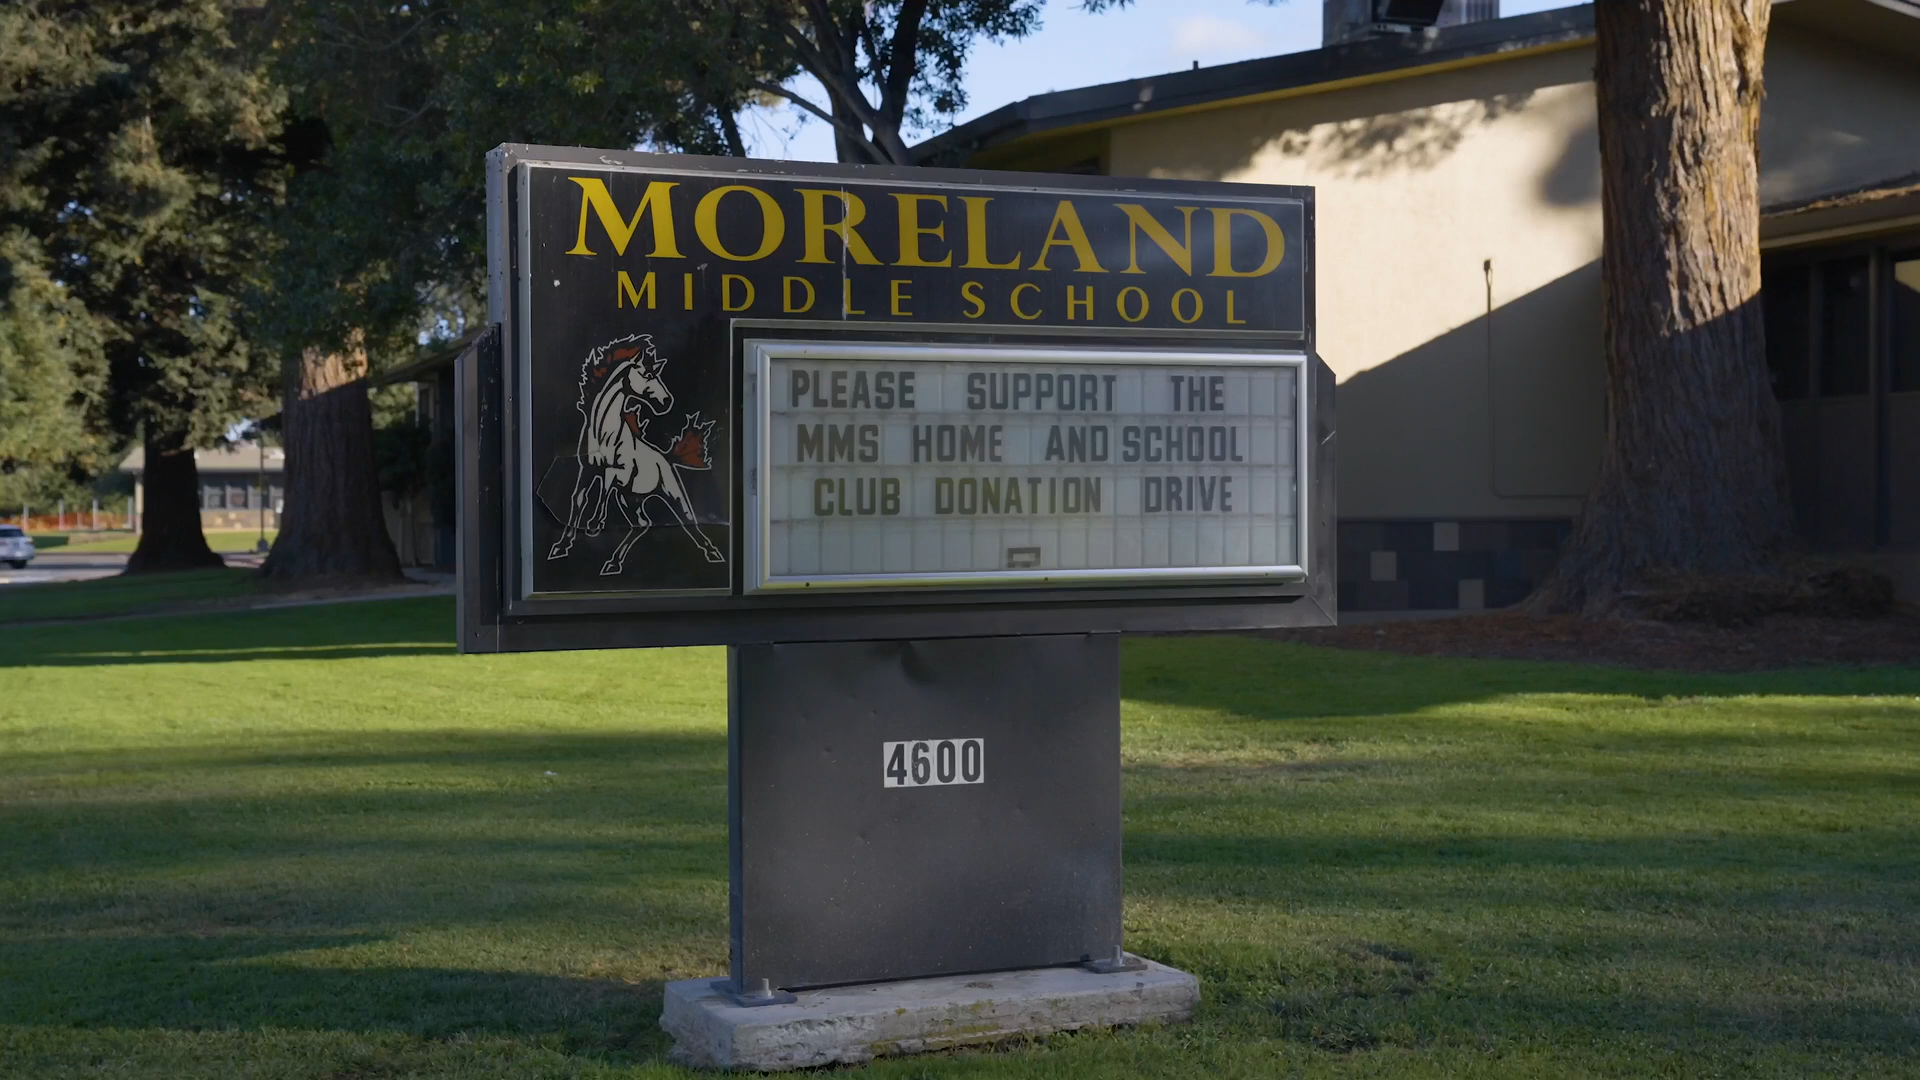 MORELAND
MIDDLE SCHOOL
PLEASE SUPPORT THE
MMS HOME AND SCHOOL
CLUB DONATION DRIVE
4600